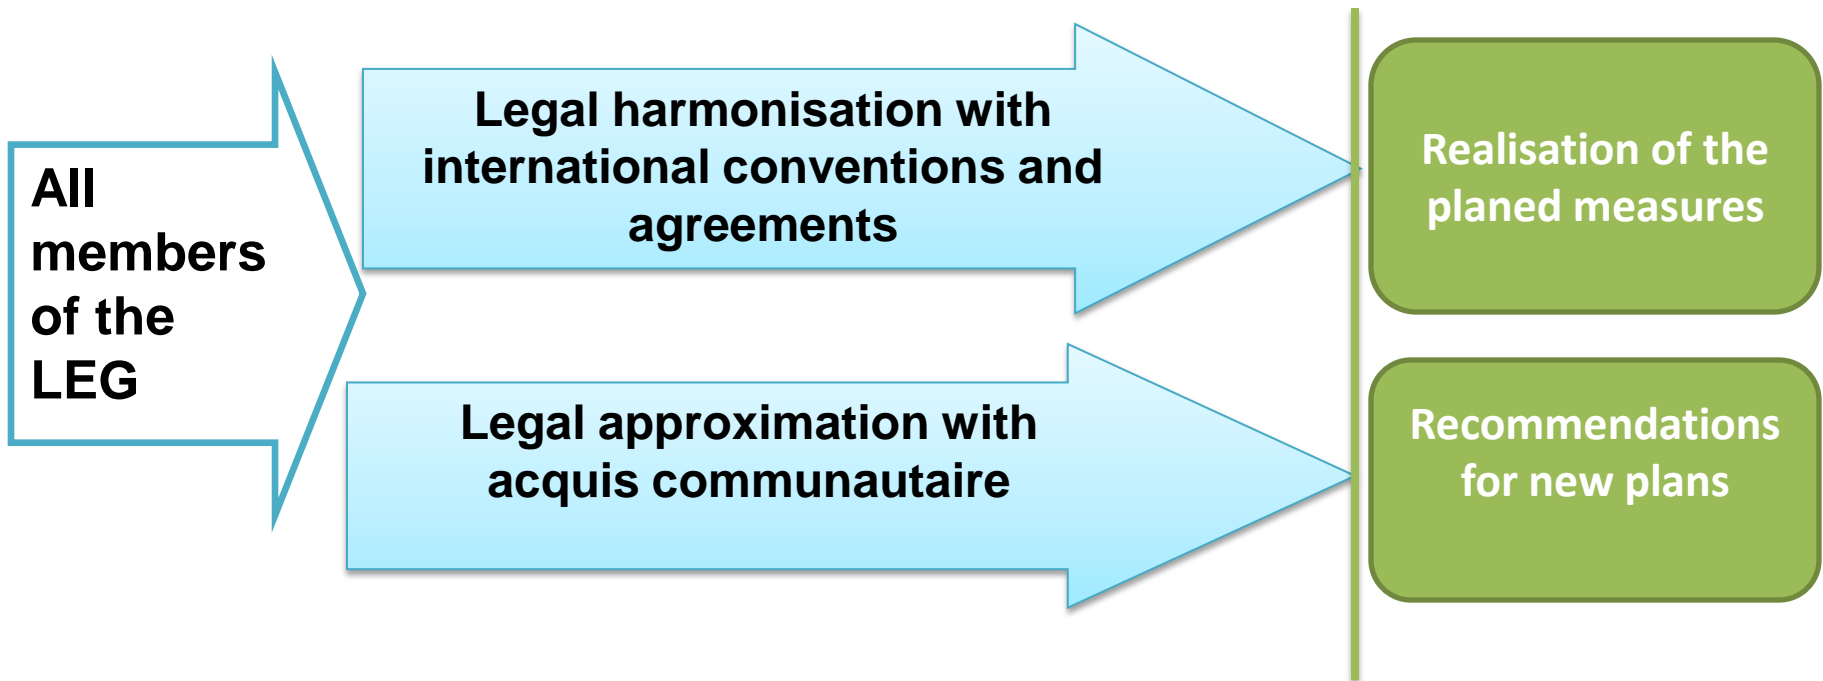 All
members
of the
LEG
Legal harmonisation with
international conventions and
agreements
Legal approximation with
acquis communautaire
Realisation of the
planed measures
Recommendations
for new plans